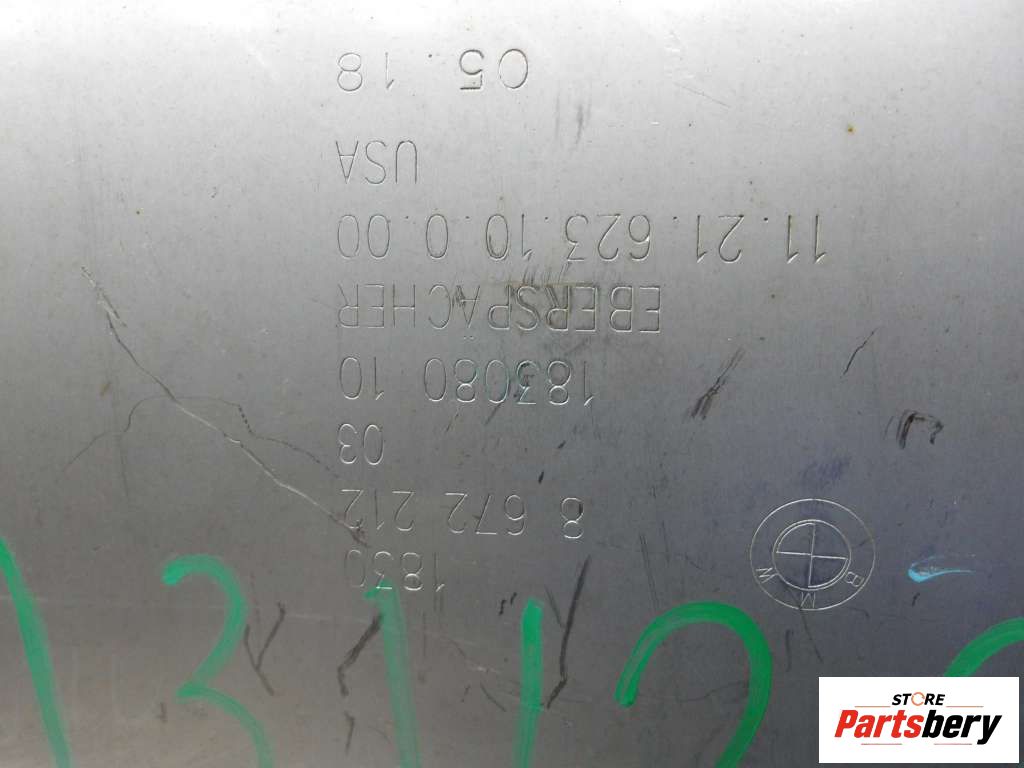 1830
8 672 212
03
183080 10
EBERSPÄCHER
11.21.623.10.0.00
USA
05.18
BMW
STORE
Partsbery